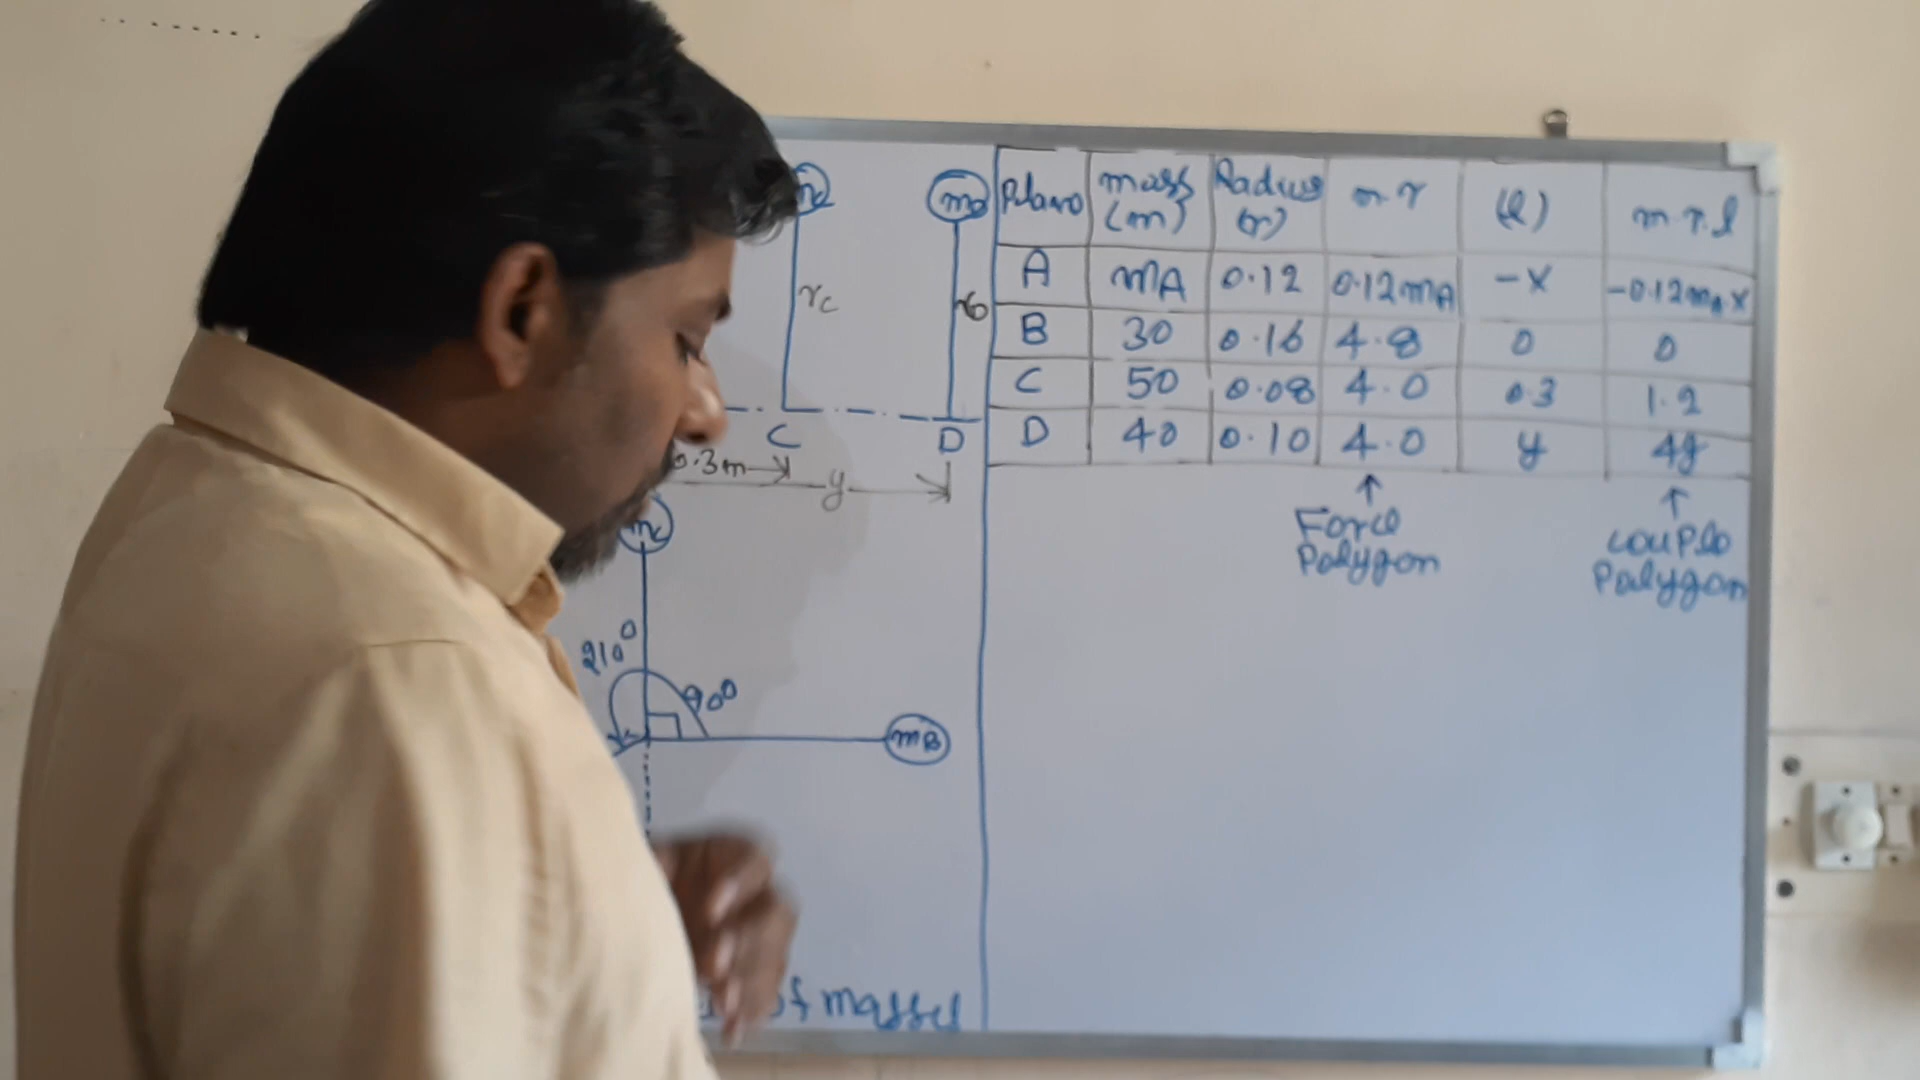 mc
mD
rc
C
D
0.3m
y
mc
210°
90°
mB
of masses
Plane mass (m) Radius (r) m.r (l) m.r.l
A mA 0.12 0.12mA -x -0.12mAx
B 30 0.16 4.8 0 0
C 50 0.08 4.0 0.3 1.2
D 40 0.10 4.0 y 4y
↑ ↑
Force
Polygon
couple
Polygon